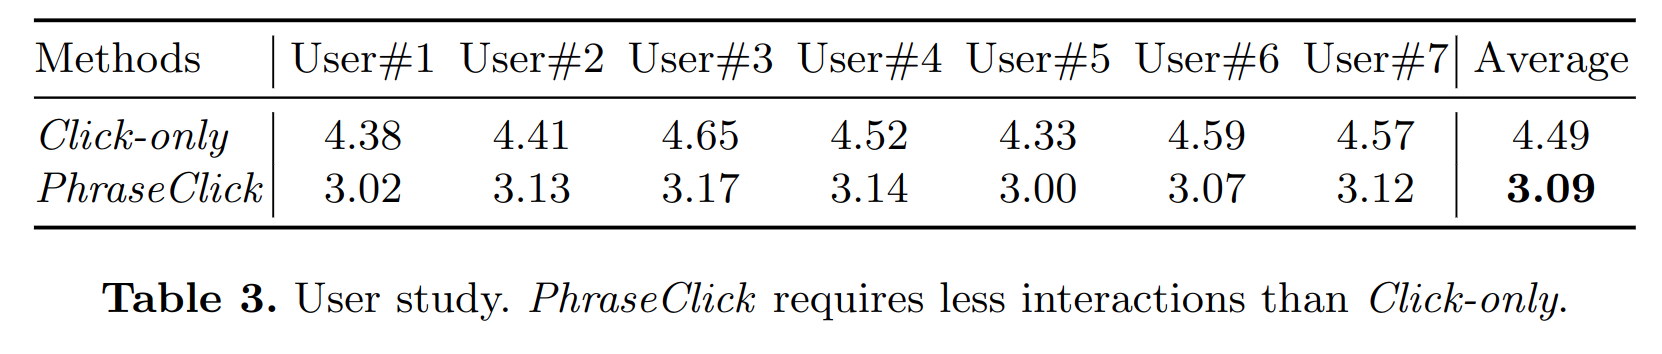 Methods User#1 User#2 User#3 User#4 User#5 User#6 User#7 Average
Click-only 4.38 4.41 4.65 4.52 4.33 4.59 4.57 4.49
PhraseClick 3.02 3.13 3.17 3.14 3.00 3.07 3.12 3.09
Table 3. User study. PhraseClick requires less interactions than Click-only.